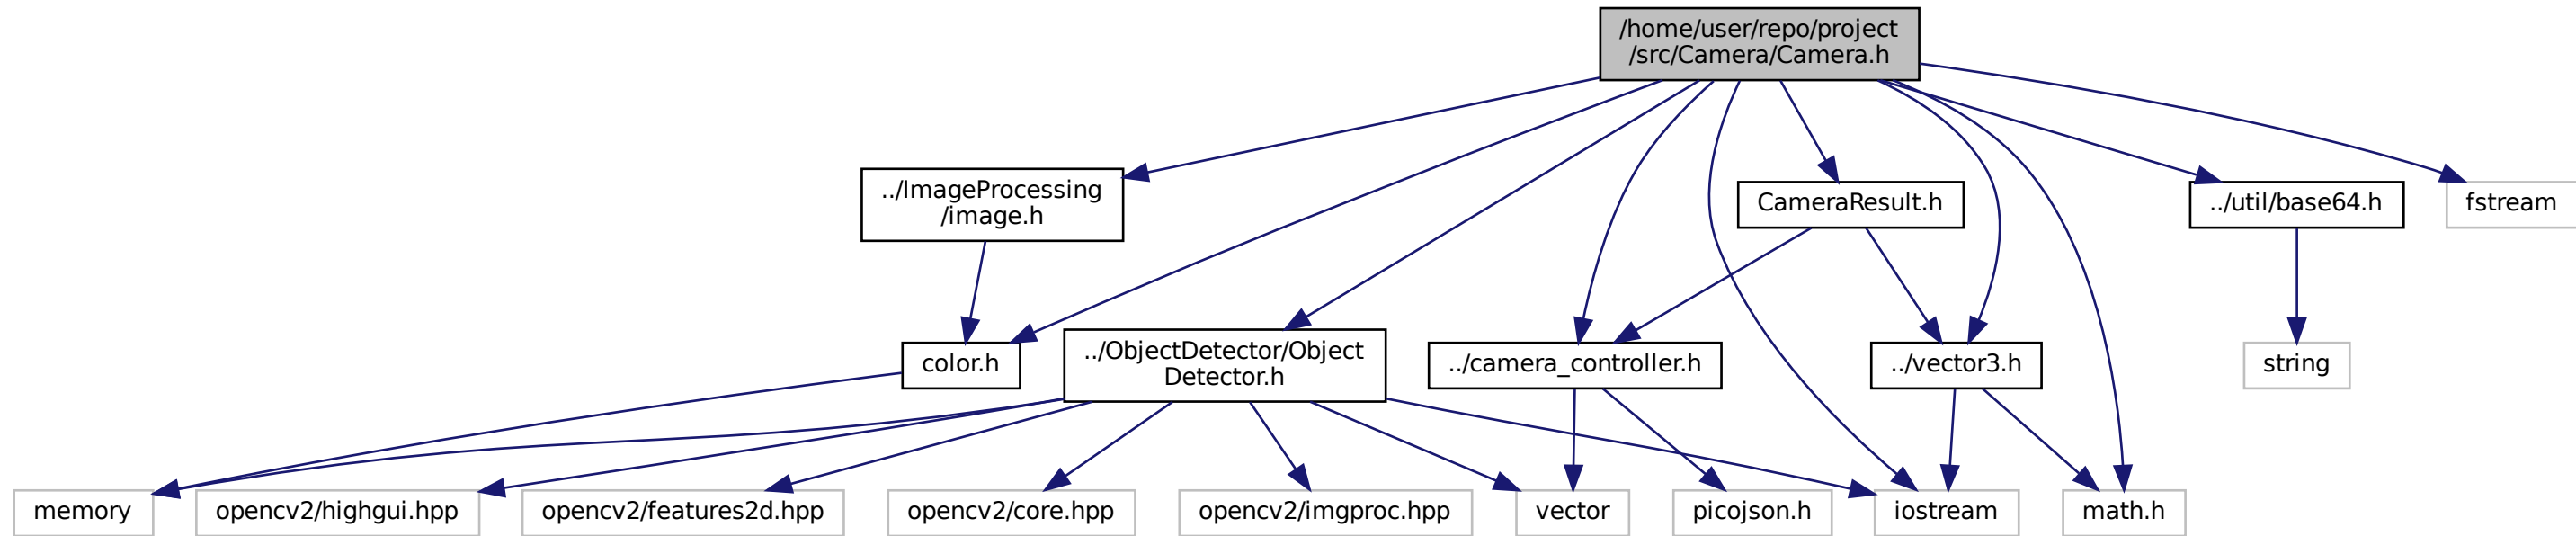 /home/user/repo/project
/src/Camera/Camera.h
../ImageProcessing
/image.h
CameraResult.h
../util/base64.h
fstream
color.h
../ObjectDetector/Object
Detector.h
../camera_controller.h
../vector3.h
string
memory
opencv2/highgui.hpp
opencv2/features2d.hpp
opencv2/core.hpp
opencv2/imgproc.hpp
vector
picojson.h
iostream
math.h